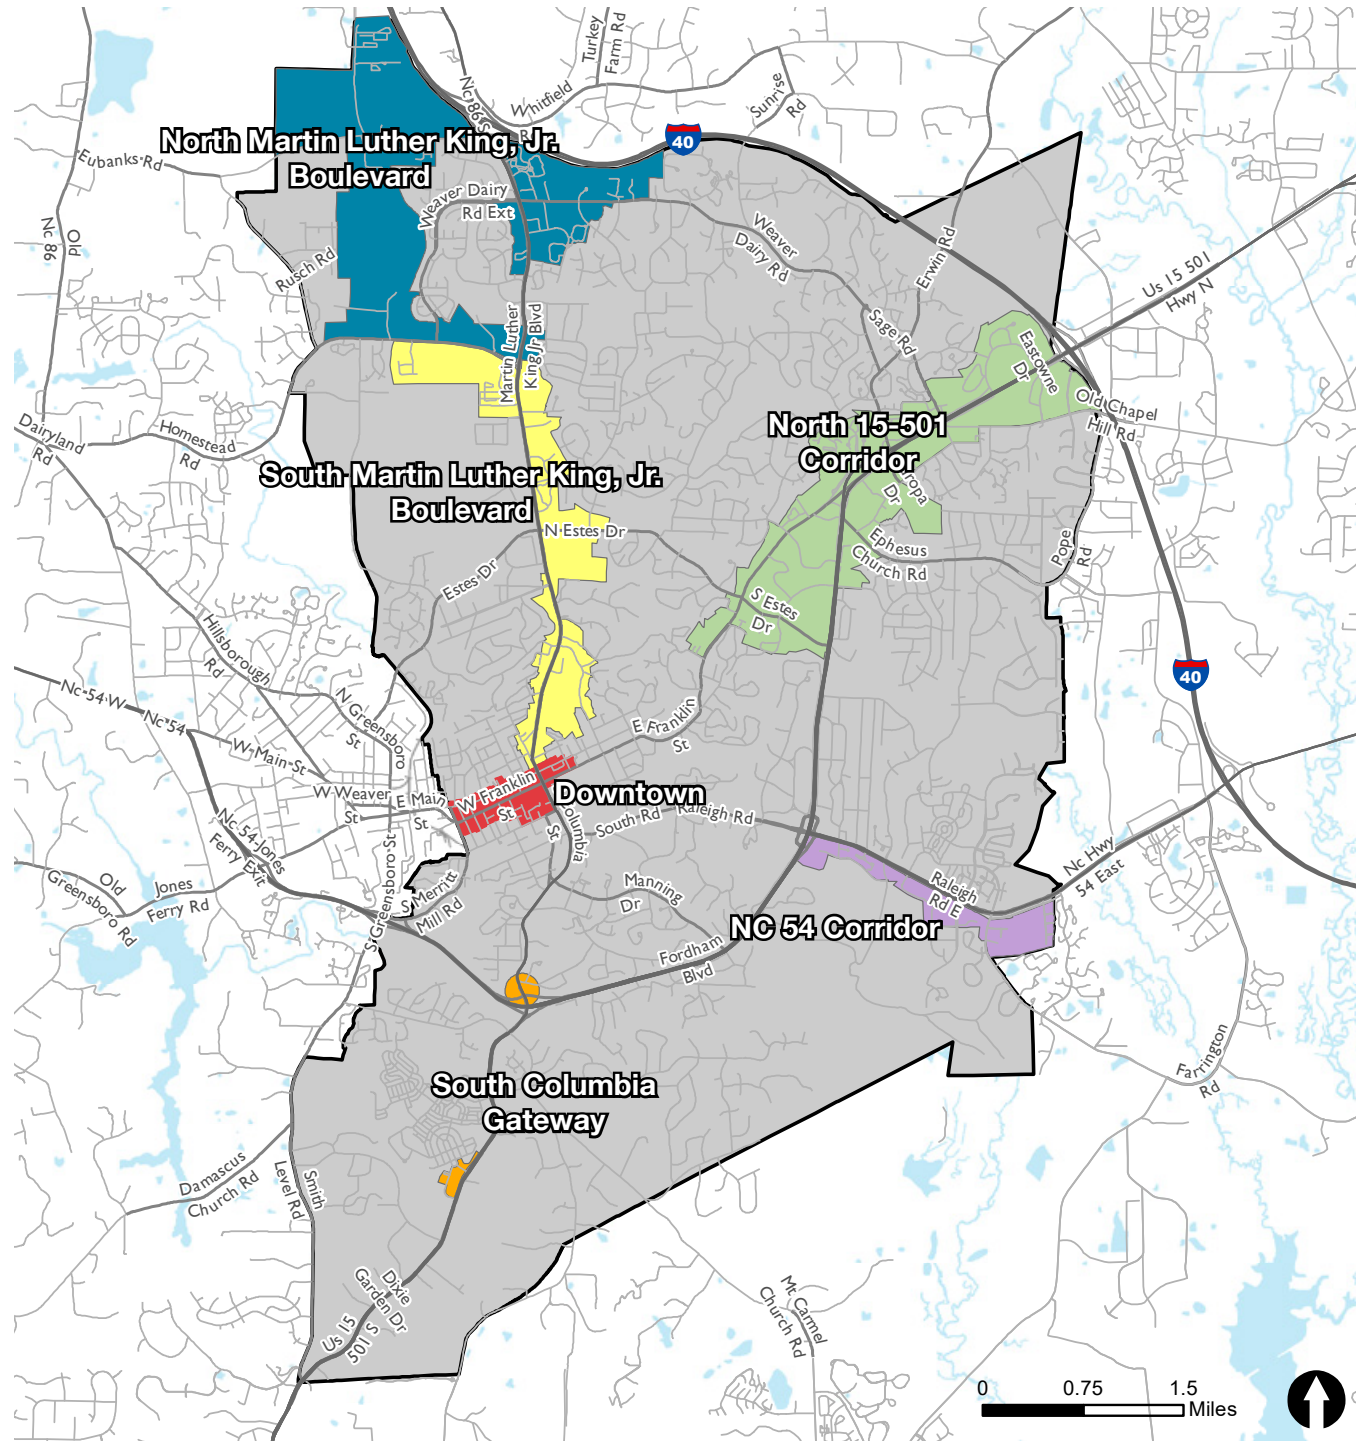 Turkey
Farm Rd
Nc 86 S
Whitfield
Rd
Sunrise
Rd
40
North Martin Luther King, Jr.
Boulevard
Eubanks Rd
Weaver Dairy
Rd Ext
Weaver
Dairy Rd
Erwin Rd
Us 15 501
Hwy N
Old
Nc 86
Rusch Rd
Martin Luther
King Jr Blvd
Sage Rd
Eastowne
Dr
Old Chapel
Hill Rd
Dairyland
Rd
Homestead
Rd
North 15-501
Corridor
South Martin Luther King, Jr.
Boulevard
Dr
N Estes Dr
Ephesus
Church Rd
Pope
Rd
Estes Dr
S Estes
Dr
Hillsborough
Rd
40
Nc 54 W
Nc 54
N Greensboro
St
E Franklin
St
W Main St
W Weaver
St
E Main
St
W Franklin
St
Downtown
Columbia
St
South Rd
Raleigh Rd
Nc 54 Jones
Ferry Exit
Old
Greensboro Rd
Jones
Ferry Rd
S Greensboro St
S Merritt
Mill Rd
Manning
Dr
Raleigh
Rd E
Nc Hwy
54 East
NC 54 Corridor
Fordham
Blvd
Farrington
Rd
South Columbia
Gateway
Damascus
Church Rd
Smith
Level Rd
Dixie
Garden Dr
Us 15
501 S
Mt Carmel
Church Rd
0 0.75 1.5
Miles